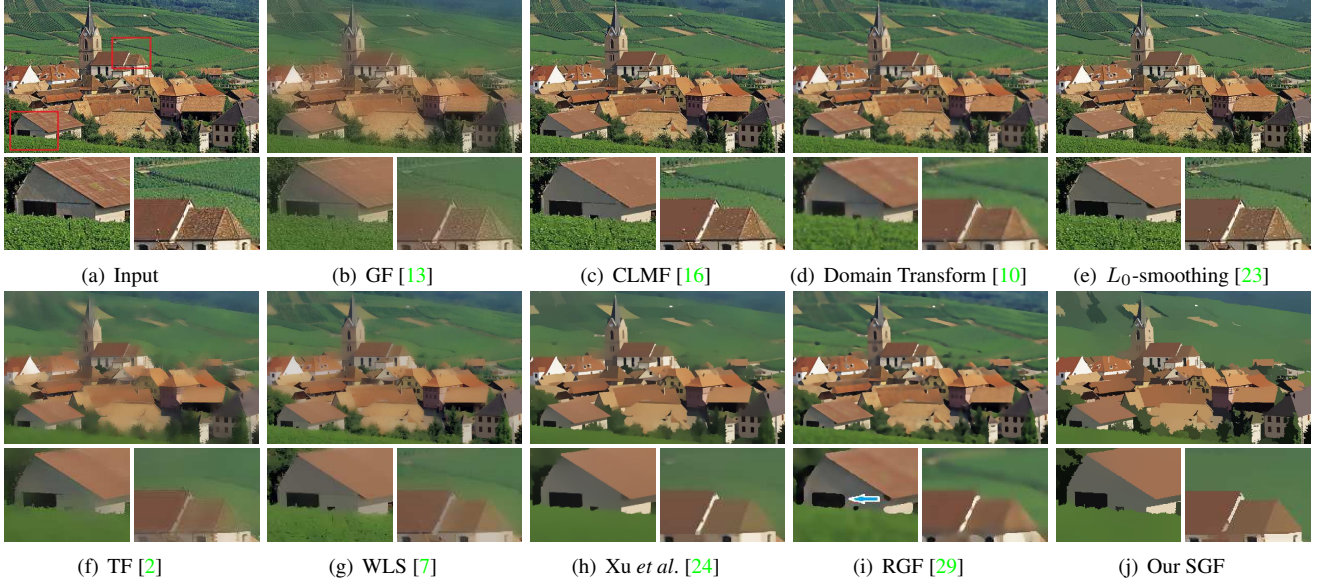 (a) Input
(b) GF [13]
(c) CLMF [16]
(d) Domain Transform [10]
(e) L0-smoothing [23]
(f) TF [2]
(g) WLS [7]
(h) Xu et al. [24]
(i) RGF [29]
(j) Our SGF